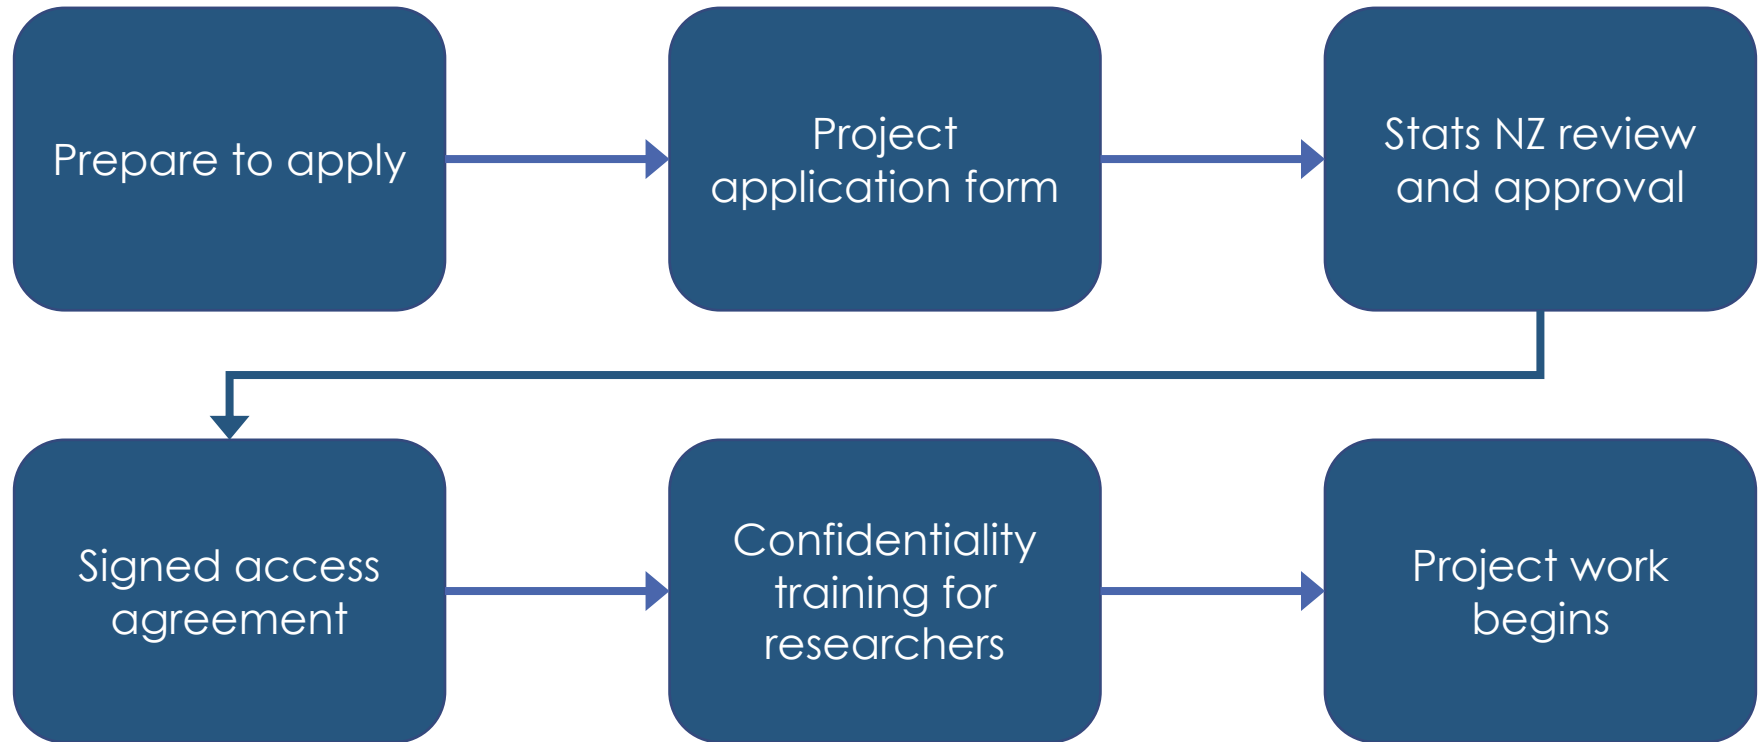 Prepare to apply
Project
application form
Stats NZ review
and approval
Signed access
agreement
Confidentiality
training for
researchers
Project work
begins